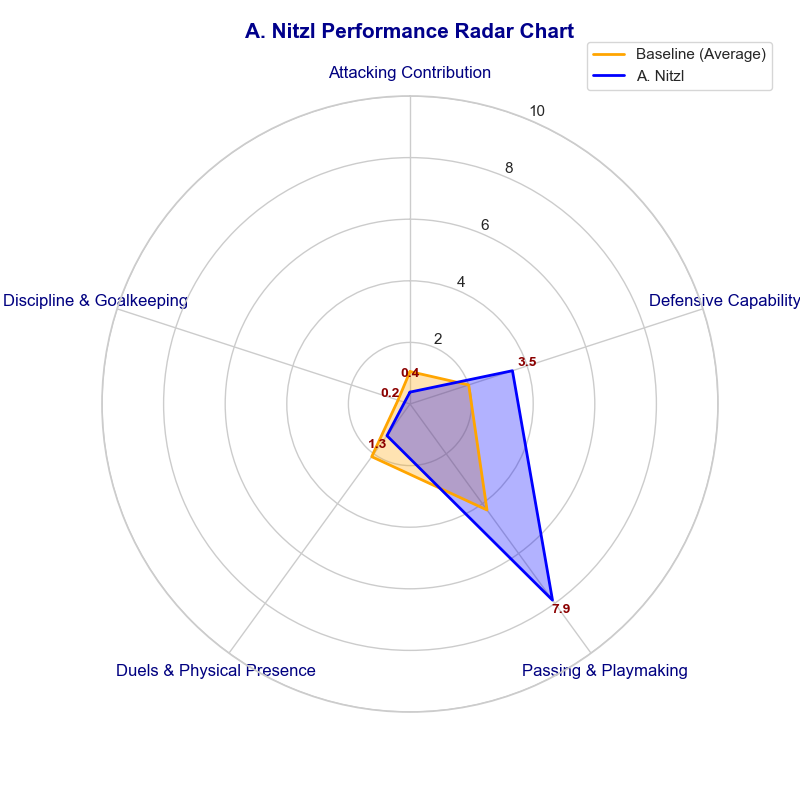 A. Nitzl Performance Radar Chart
Baseline (Average)
A. Nitzl
Attacking Contribution
10
8
6
4
2
Discipline & Goalkeeping
Defensive Capability
0.4
3.5
0.2
1.3
7.9
Duels & Physical Presence
Passing & Playmaking